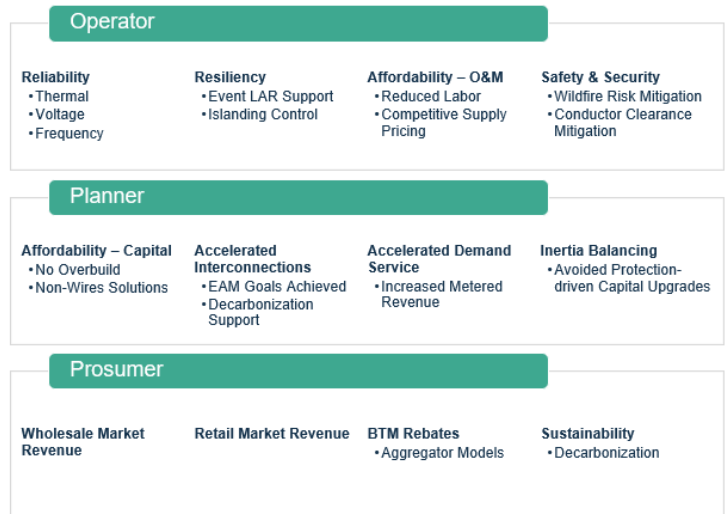 Operator
Reliability
• Thermal
• Voltage
• Frequency
Resiliency
• Event LAR Support
• Islanding Control
Affordability – O&M
• Reduced Labor
• Competitive Supply
Pricing
Safety & Security
• Wildfire Risk Mitigation
• Conductor Clearance
Mitigation
Planner
Affordability – Capital
• No Overbuild
• Non-Wires Solutions
Accelerated
Interconnections
• EAM Goals Achieved
• Decarbonization
Support
Accelerated Demand
Service
• Increased Metered
Revenue
Inertia Balancing
• Avoided Protection-
driven Capital Upgrades
Prosumer
Wholesale Market
Revenue
Retail Market Revenue
BTM Rebates
• Aggregator Models
Sustainability
• Decarbonization